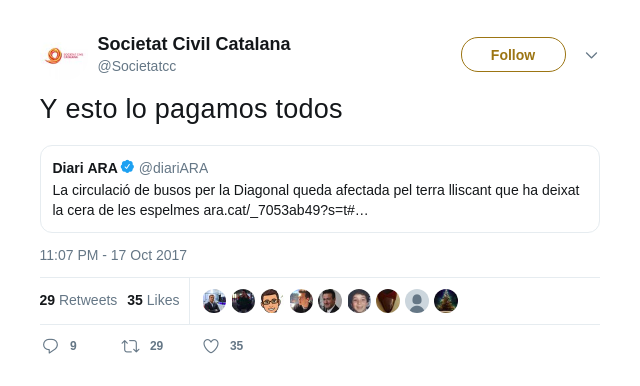 Societat Civil Catalana
@Societatcc
Follow
Y esto lo pagamos todos
Diari ARA @diariARA
La circulació de busos per la Diagonal queda afectada pel terra lliscant que ha deixat
la cera de les espelmes ara.cat/_7053ab49?s=t#…
11:07 PM - 17 Oct 2017
29 Retweets 35 Likes
9 29 35